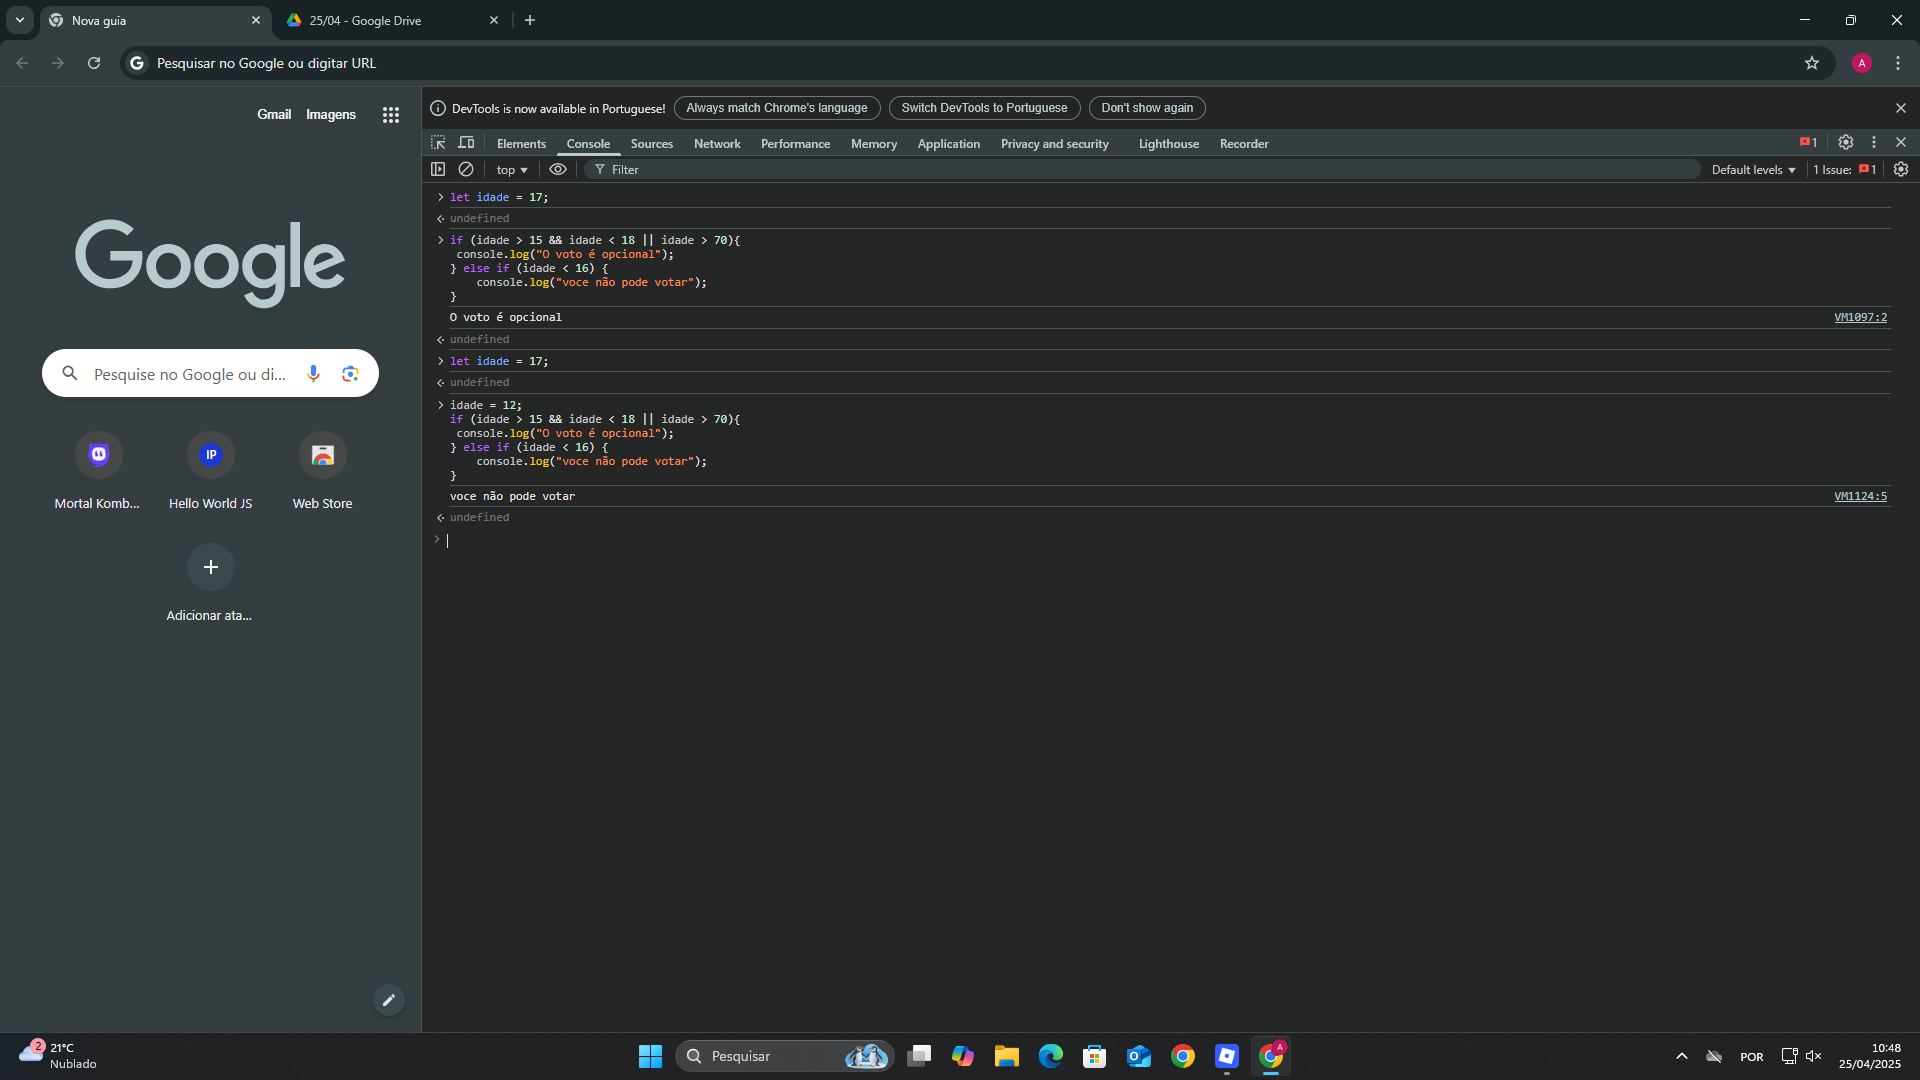 Nova guia
25/04 - Google Drive
Pesquisar no Google ou digitar URL
A
Gmail Imagens
DevTools is now available in Portuguese! Always match Chrome's language Switch DevTools to Portuguese Don't show again
Elements Console Sources Network Performance Memory Application Privacy and security Lighthouse Recorder 1
top Filter Default levels 1 Issue: 1
let idade = 17;
undefined
if (idade > 15 && idade < 18 || idade > 70){
console.log("O voto é opcional");
} else if (idade < 16) {
console.log("voce não pode votar");
}
O voto é opcional VM1097:2
undefined
let idade = 17;
undefined
idade = 12;
if (idade > 15 && idade < 18 || idade > 70){
console.log("O voto é opcional");
} else if (idade < 16) {
console.log("voce não pode votar");
}
voce não pode votar VM1124:5
undefined
Google
Pesquise no Google ou di...
IP
Mortal Komb... Hello World JS Web Store
Adicionar ata...
2
21°C
Nublado
Pesquisar
A
POR
10:48
25/04/2025